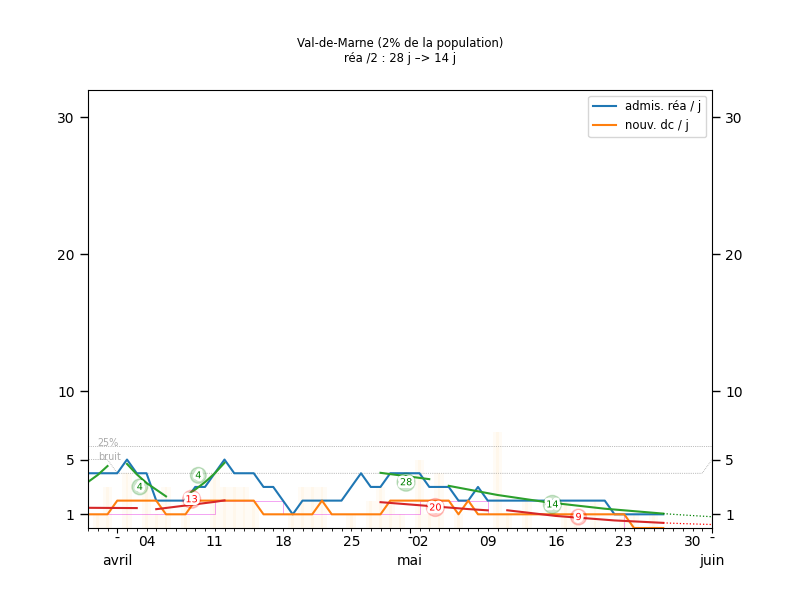 Val-de-Marne (2% de la population)
réa /2 : 28 j –> 14 j
admis. réa / j
nouv. dc / j
30 30
20 20
10 10
5 5
1 1
25%
bruit
4 4 13 28 20 14 9
- 04 11 18 25 - 02 09 16 23 30 -
avril mai juin